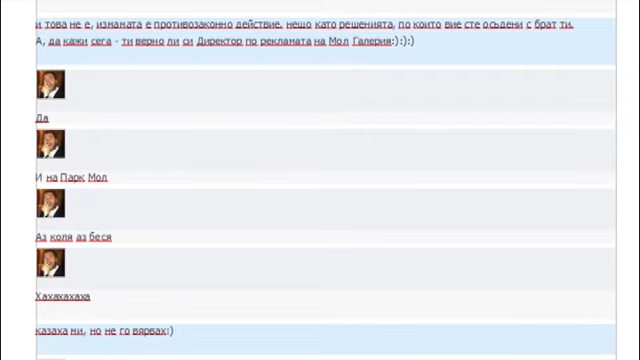 и това не е, измамата е противозаконно действие. нещо като решенията, по които вие сте осъдени с брат ти.
А, да кажи сега - ти верно ли си Директор по рекламата на Мол Галерия:):):)
Да
И на Парк Мол
Аз коля аз беся
Хахахахаха
казаха ми, но не го вярвах:)